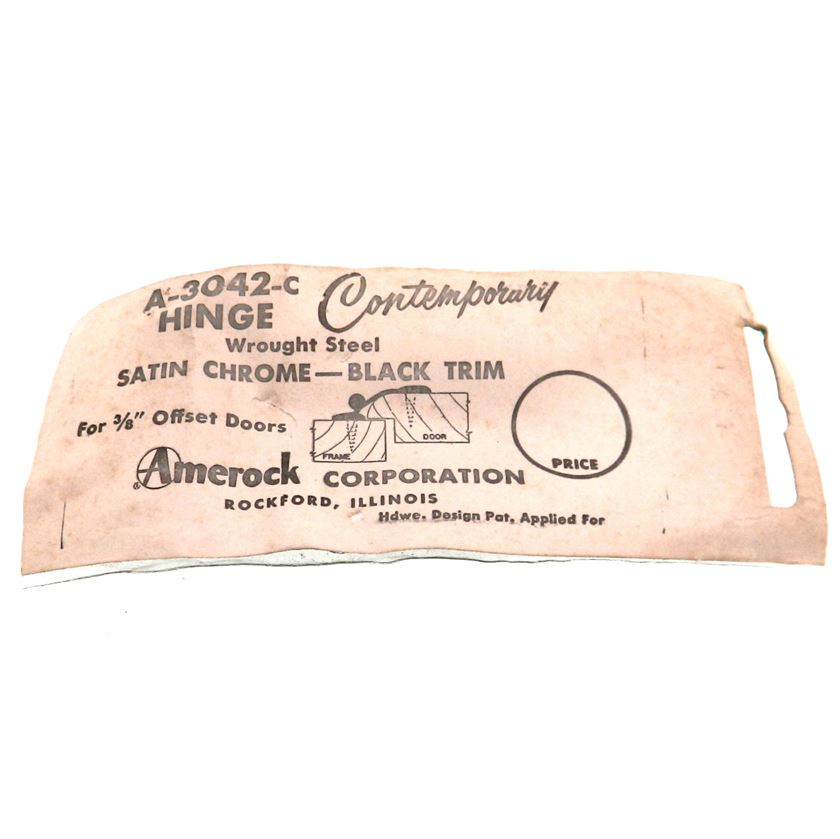 A-3042-C Contemporary
HINGE
Wrought Steel
SATIN CHROME—BLACK TRIM
For 3/8" Offset Doors
FRAME
DOOR
PRICE
®Amerock CORPORATION
ROCKFORD, ILLINOIS
Hdwe. Design Pat. Applied For